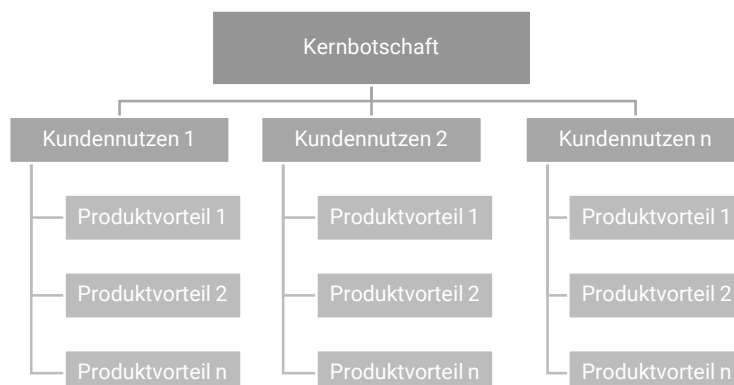 Kernbotschaft
Kundennutzen 1
Kundennutzen 2
Kundennutzen n
Produktvorteil 1
Produktvorteil 1
Produktvorteil 1
Produktvorteil 2
Produktvorteil 2
Produktvorteil 2
Produktvorteil n
Produktvorteil n
Produktvorteil n